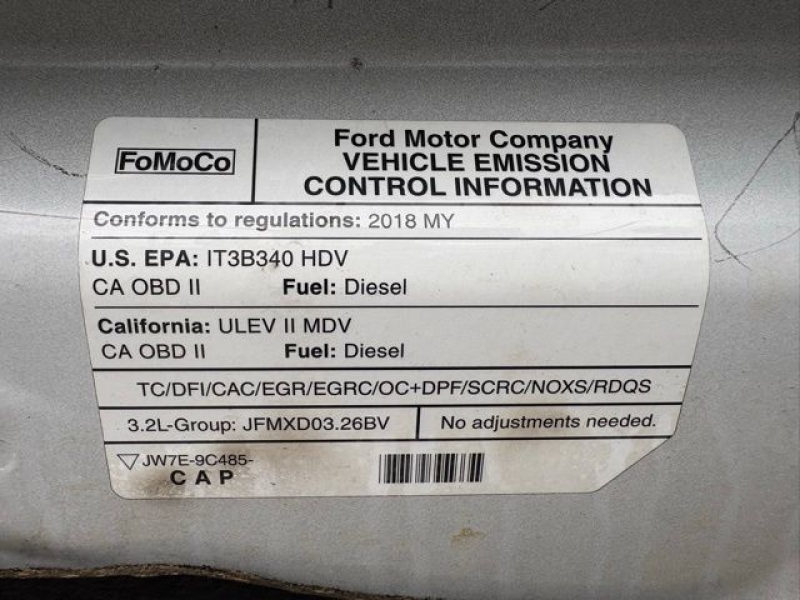 FoMoCo
Ford Motor Company
VEHICLE EMISSION
CONTROL INFORMATION
Conforms to regulations: 2018 MY
U.S. EPA: IT3B340 HDV
CA OBD II Fuel: Diesel
California: ULEV II MDV
CA OBD II Fuel: Diesel
TC/DFI/CAC/EGR/EGRC/OC+DPF/SCRC/NOXS/RDQS
3.2L-Group: JFMXD03.26BV No adjustments needed.
JW7E-9C485-
C A P